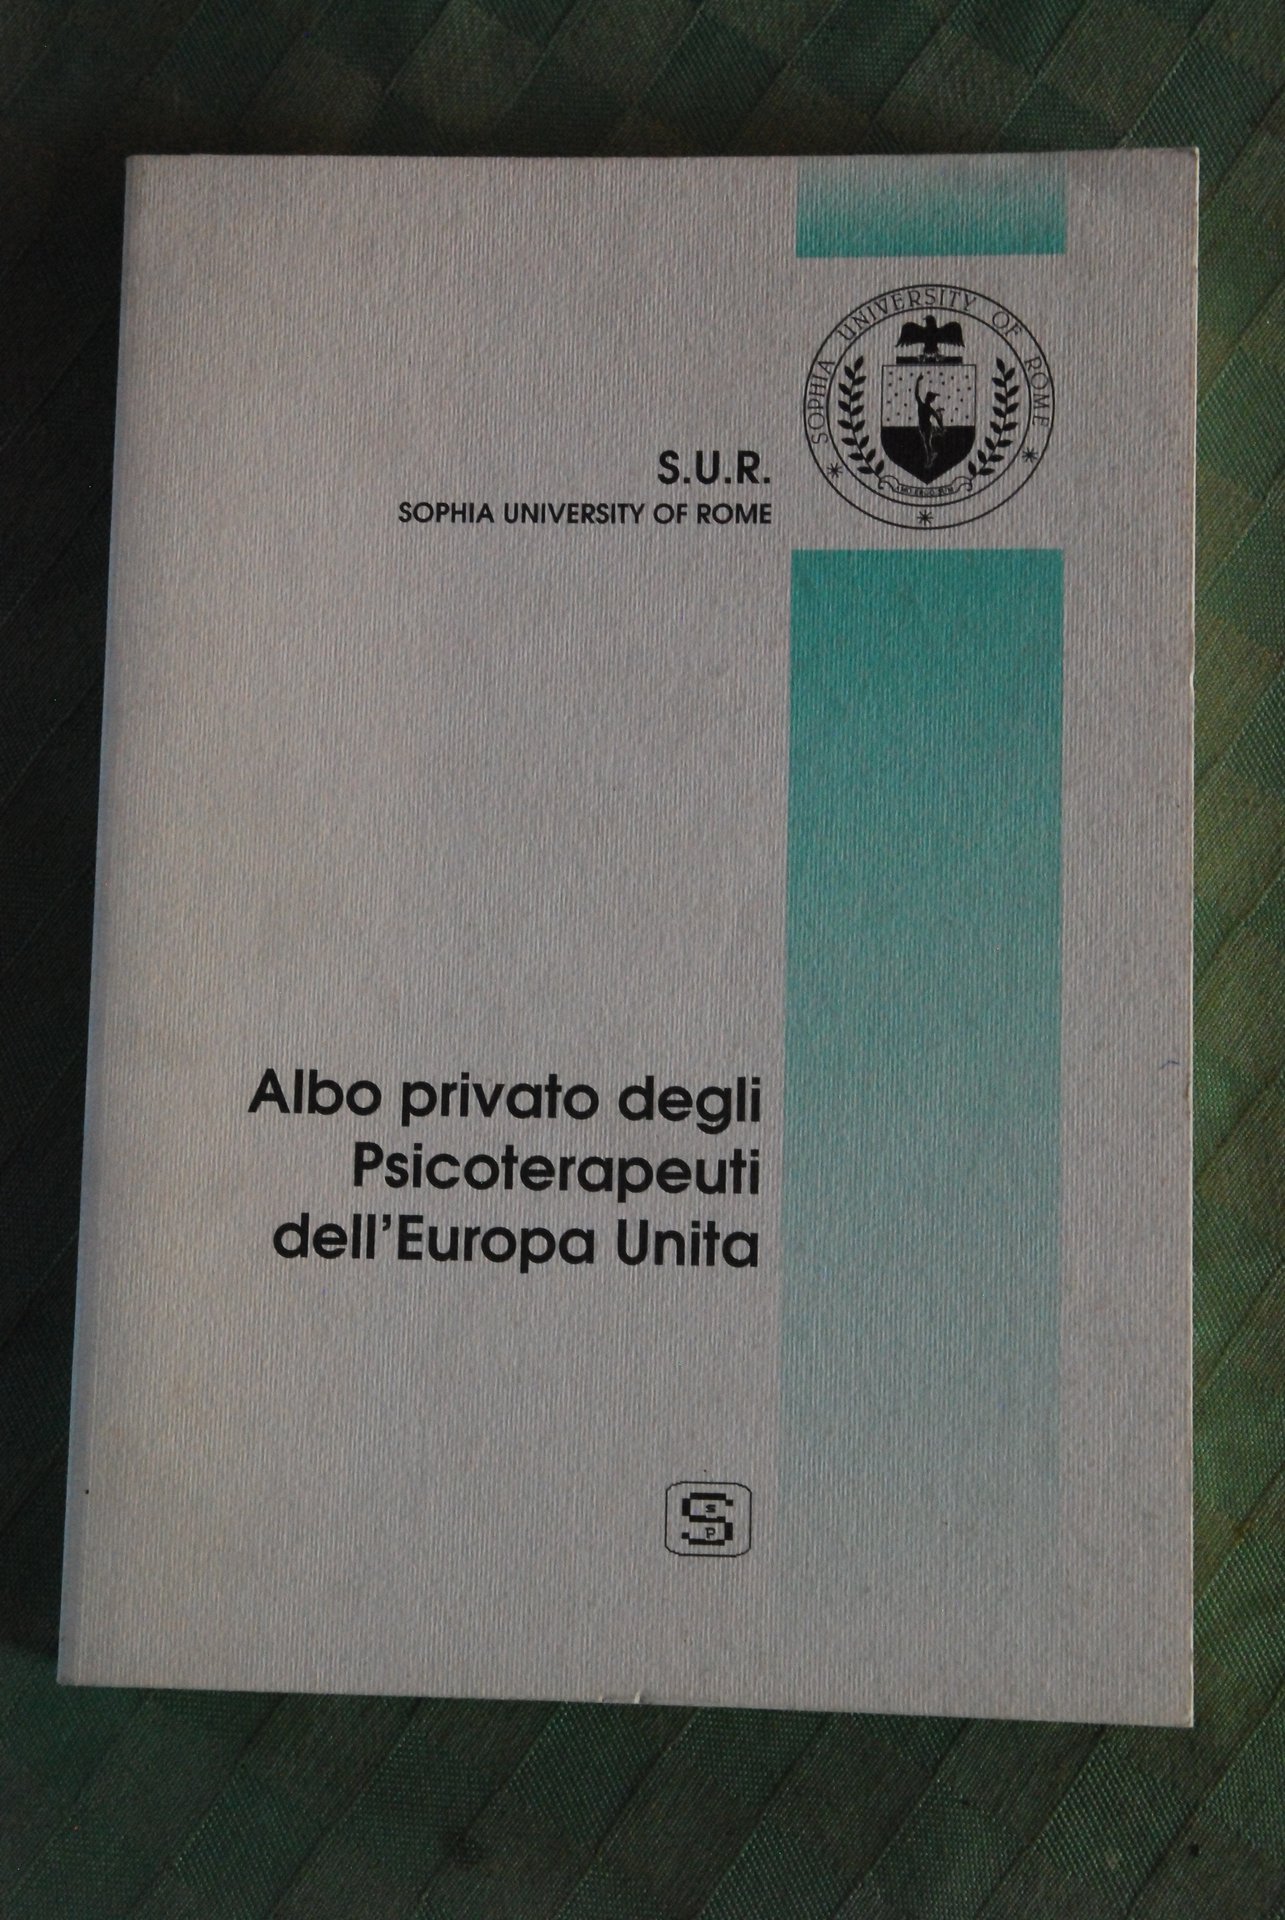 SOPHIA UNIVERSITY OF ROME
S.U.R.
SOPHIA UNIVERSITY OF ROME
Albo privato degli
Psicoterapeuti
dell'Europa Unita
S
S
P